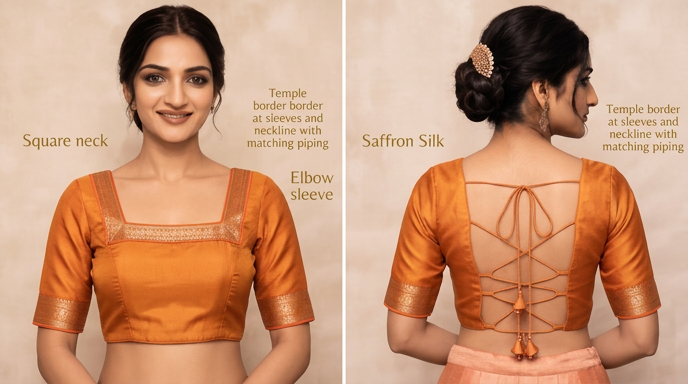 Square neck
Temple
border border
at sleeves and
neckline with
matching piping
Elbow
sleeve
Saffron Silk
Temple border
at sleeves and
neckline with
matching piping